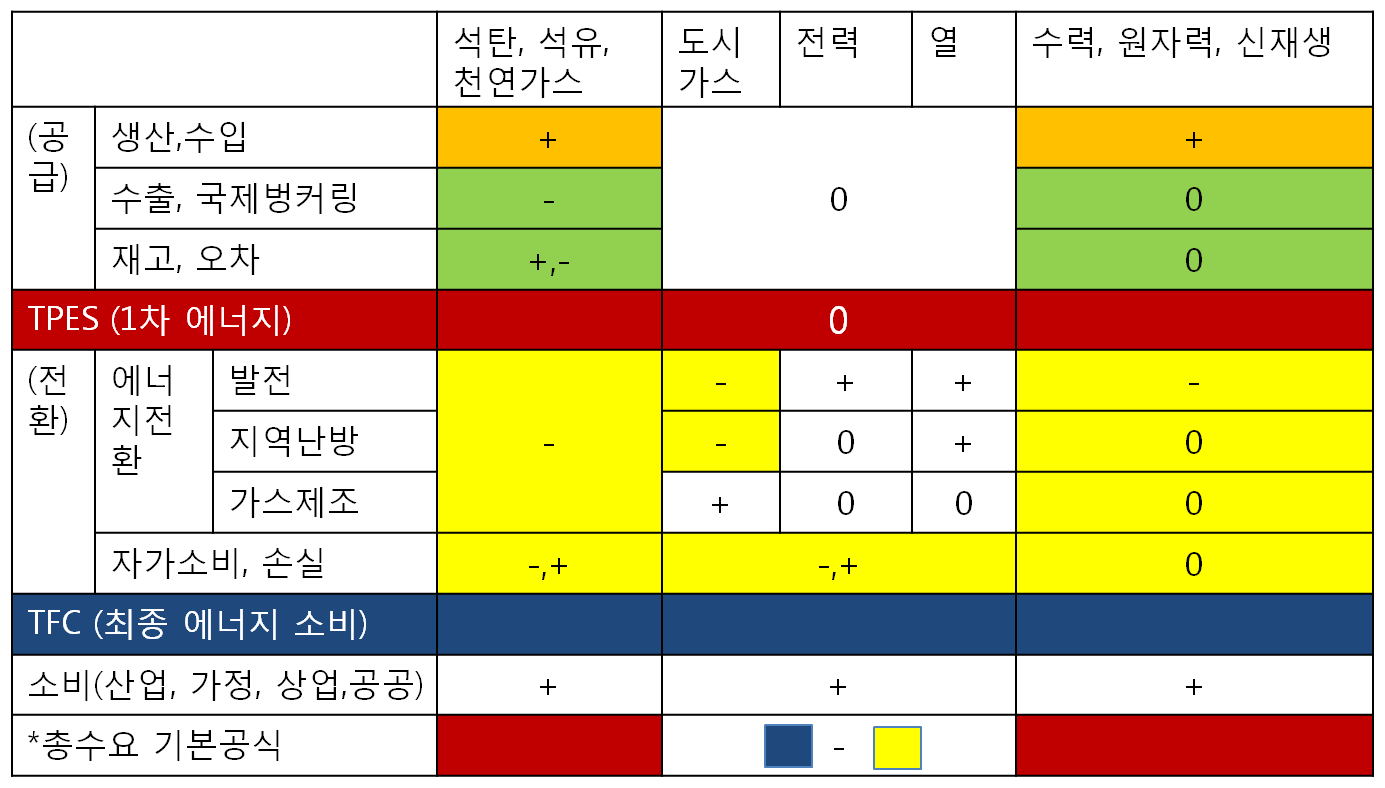 석탄, 석유, 도시 전력 열 수력, 원자력, 신재생
천연가스 가스
(공 생산,수입 + 0 +
급) 수출, 국제벙커링 - 0
재고, 오차 +,- 0
TPES (1차 에너지) 0
(전 에너 발전 - - + + -
환) 지전 지역난방 - 0 + 0
환 가스제조 + 0 0 0
자가소비, 손실 -,+ -,+ 0
TFC (최종 에너지 소비)
소비(산업, 가정, 상업,공공) + + +
*총수요 기본공식 -